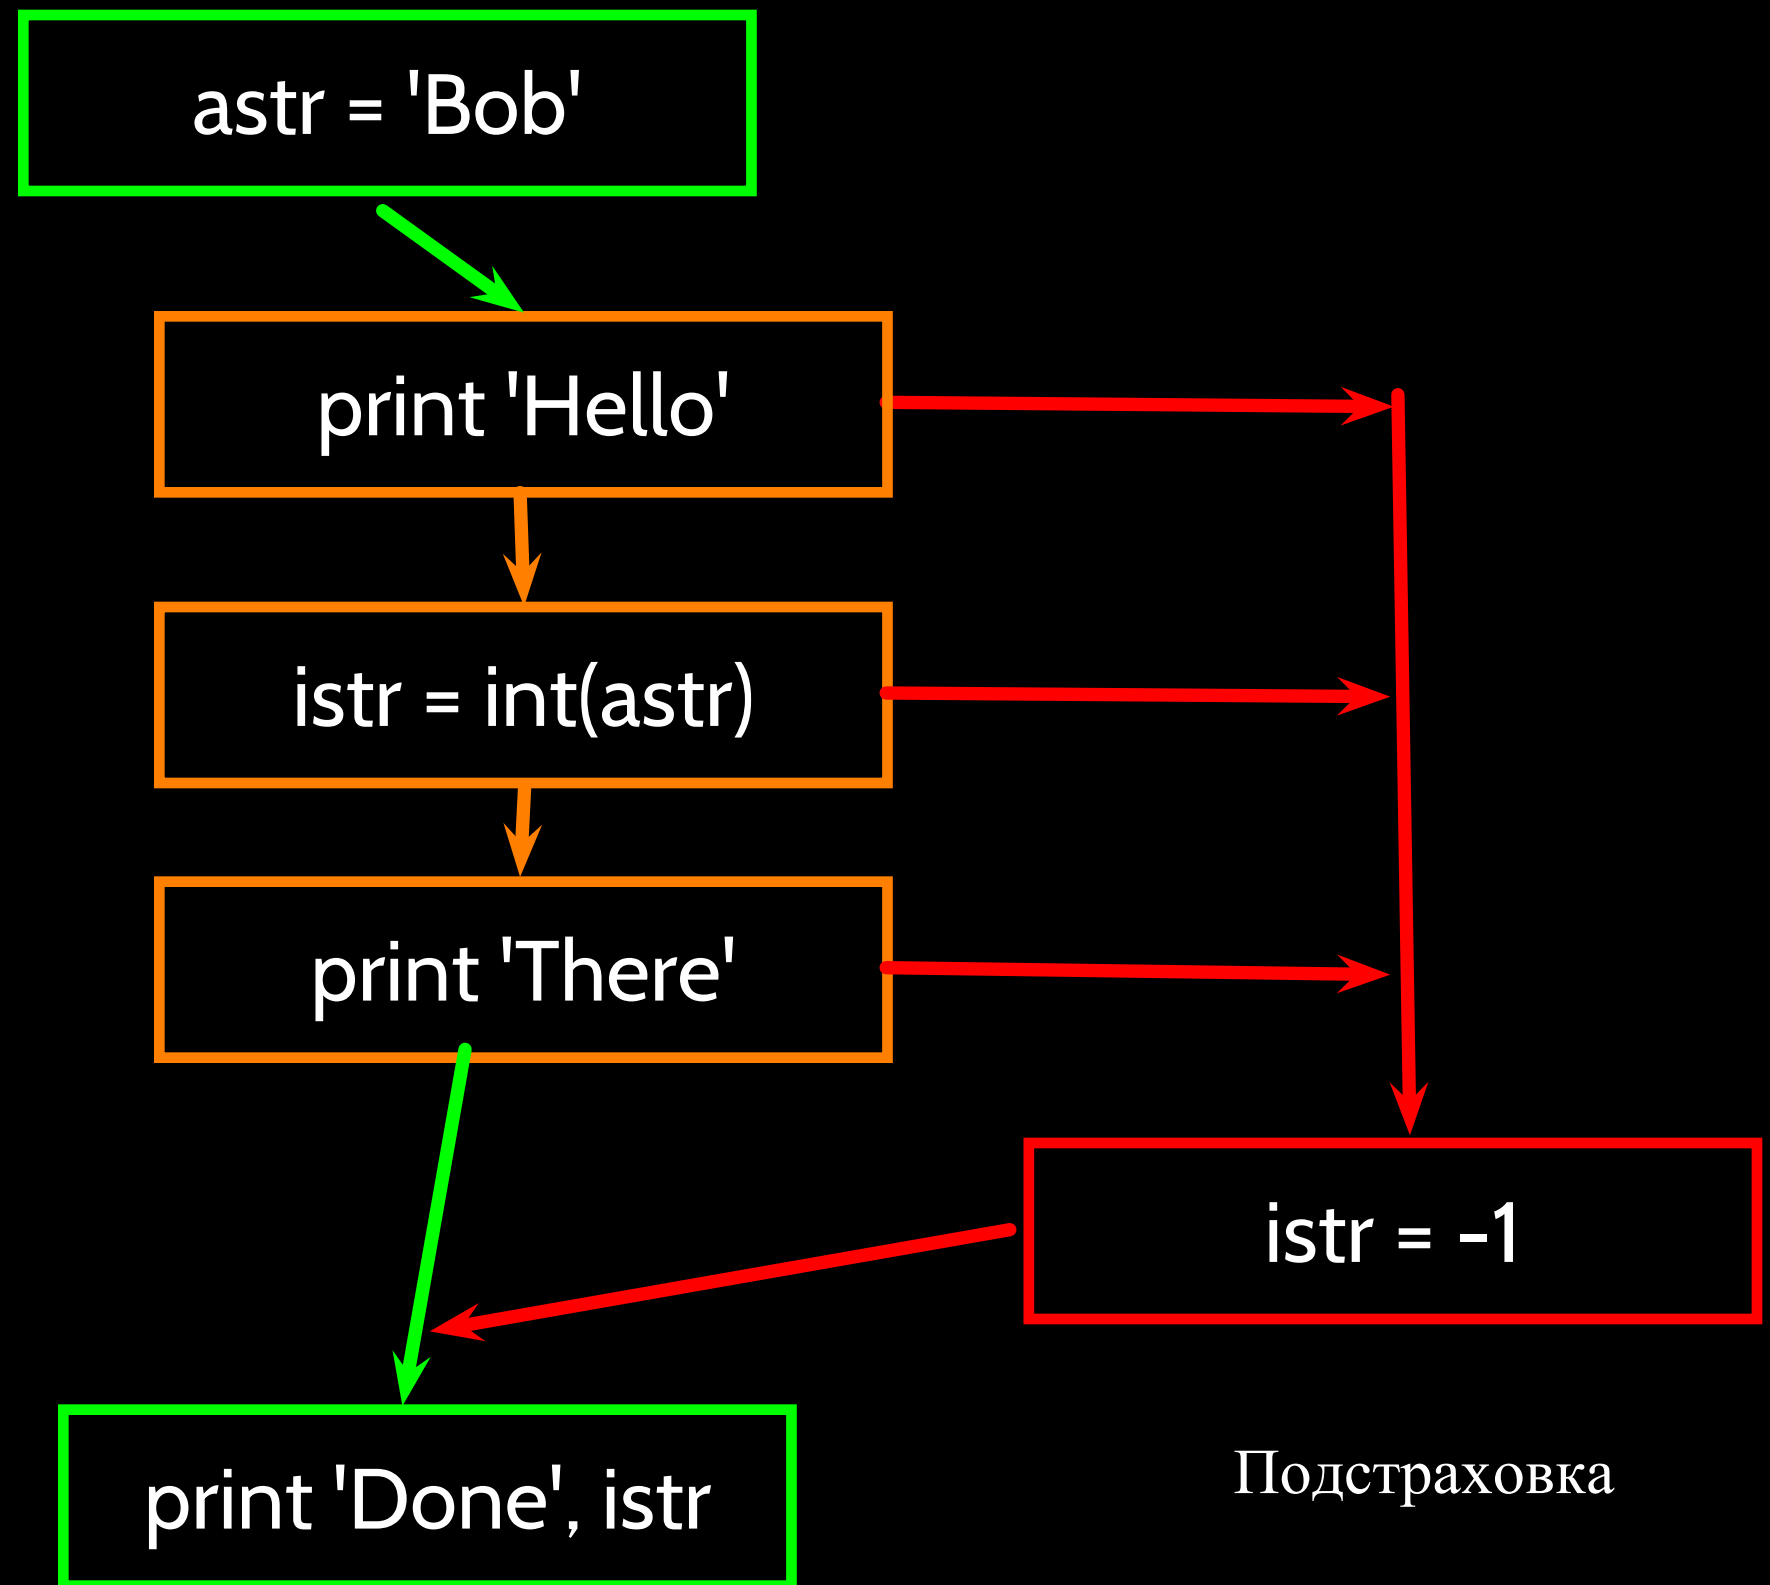 astr = 'Bob'
print 'Hello'
istr = int(astr)
print 'There'
istr = -1
print 'Done', istr
Подстраховка